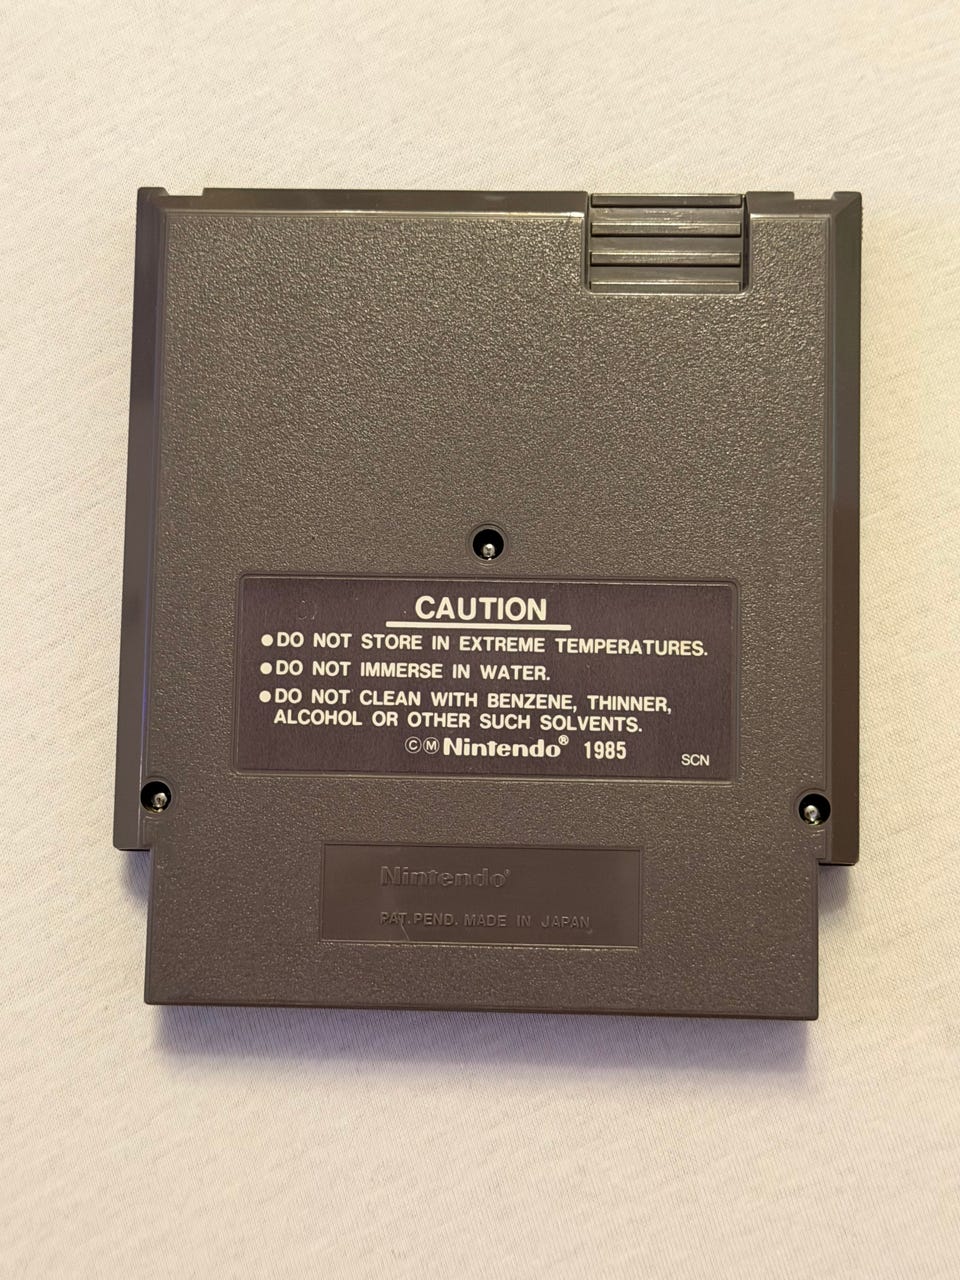 CAUTION
●DO NOT STORE IN EXTREME TEMPERATURES.
●DO NOT IMMERSE IN WATER.
●DO NOT CLEAN WITH BENZENE, THINNER,
ALCOHOL OR OTHER SUCH SOLVENTS.
ⒸⓂNintendo® 1985
SCN
Nintendo®
PAT. PEND. MADE IN JAPAN